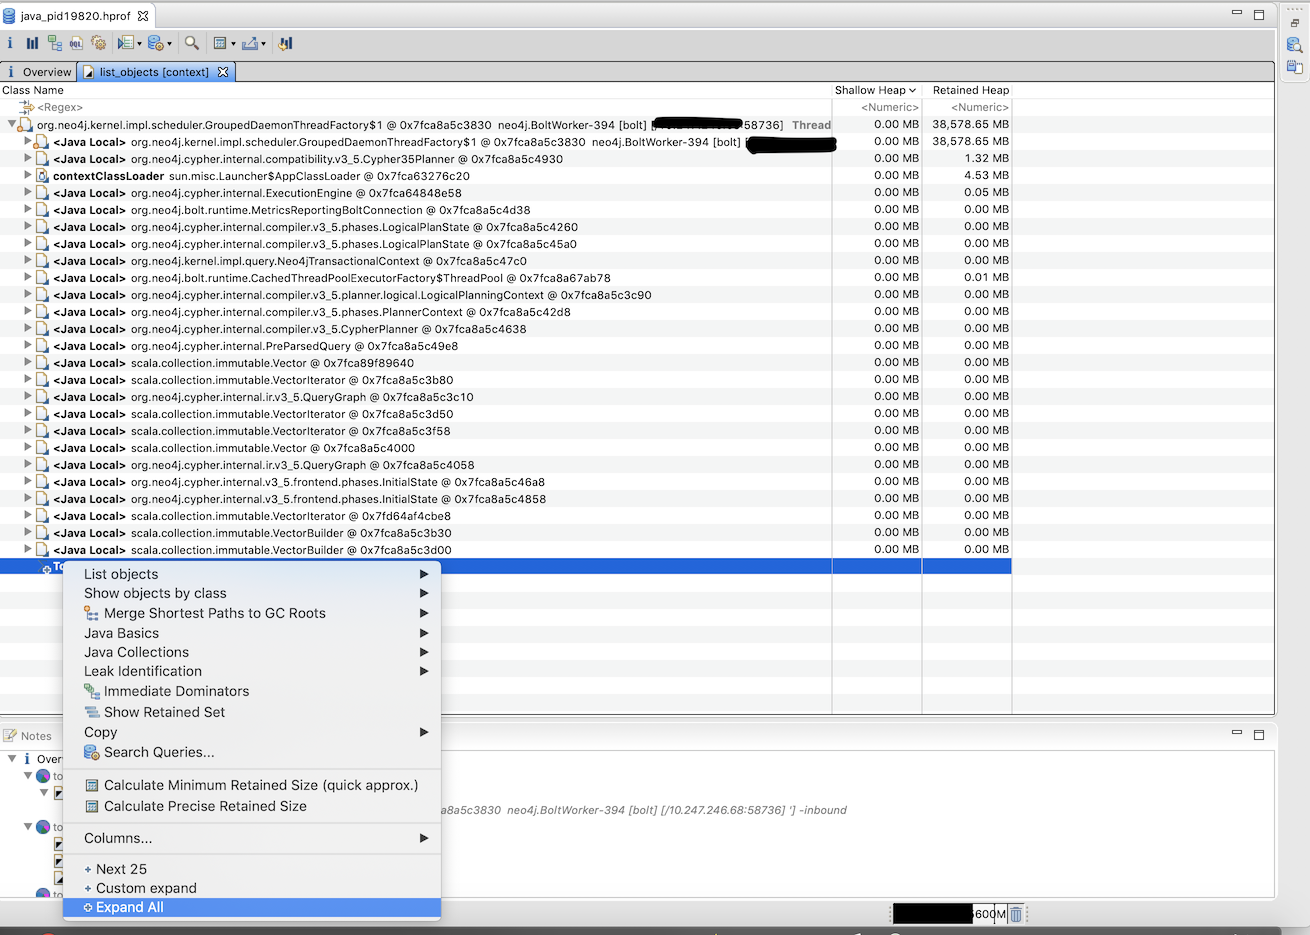 java_pid19820.hprof
Overview list_objects [context]
Class Name Shallow Heap Retained Heap
<Regex> <Numeric> <Numeric>
org.neo4j.kernel.impl.scheduler.GroupedDaemonThreadFactory$1 @ 0x7fca8a5c3830 neo4j.BoltWorker-394 [bolt] :58736] Thread 0.00 MB 38,578.65 MB
<Java Local> org.neo4j.kernel.impl.scheduler.GroupedDaemonThreadFactory$1 @ 0x7fca8a5c3830 neo4j.BoltWorker-394 [bolt] [ 0.00 MB 38,578.65 MB
<Java Local> org.neo4j.cypher.internal.compatibility.v3_5.Cypher35Planner @ 0x7fca8a5c4930 0.00 MB 1.32 MB
contextClassLoader sun.misc.Launcher$AppClassLoader @ 0x7fca63276c20 0.00 MB 4.53 MB
<Java Local> org.neo4j.cypher.internal.ExecutionEngine @ 0x7fca64848e58 0.00 MB 0.05 MB
<Java Local> org.neo4j.bolt.runtime.MetricsReportingBoltConnection @ 0x7fca8a5c4d38 0.00 MB 0.00 MB
<Java Local> org.neo4j.cypher.internal.compiler.v3_5.phases.LogicalPlanState @ 0x7fca8a5c4260 0.00 MB 0.00 MB
<Java Local> org.neo4j.cypher.internal.compiler.v3_5.phases.LogicalPlanState @ 0x7fca8a5c45a0 0.00 MB 0.00 MB
<Java Local> org.neo4j.kernel.impl.query.Neo4jTransactionalContext @ 0x7fca8a5c47c0 0.00 MB 0.00 MB
<Java Local> org.neo4j.bolt.runtime.CachedThreadPoolExecutorFactory$ThreadPool @ 0x7fca8a67ab78 0.00 MB 0.01 MB
<Java Local> org.neo4j.cypher.internal.compiler.v3_5.planner.logical.LogicalPlanningContext @ 0x7fca8a5c3c90 0.00 MB 0.00 MB
<Java Local> org.neo4j.cypher.internal.compiler.v3_5.phases.PlannerContext @ 0x7fca8a5c42d8 0.00 MB 0.00 MB
<Java Local> org.neo4j.cypher.internal.compiler.v3_5.CypherPlanner @ 0x7fca8a5c4638 0.00 MB 0.00 MB
<Java Local> org.neo4j.cypher.internal.PreParsedQuery @ 0x7fca8a5c49e8 0.00 MB 0.00 MB
<Java Local> scala.collection.immutable.Vector @ 0x7fca89f89640 0.00 MB 0.00 MB
<Java Local> scala.collection.immutable.VectorIterator @ 0x7fca8a5c3b80 0.00 MB 0.00 MB
<Java Local> org.neo4j.cypher.internal.ir.v3_5.QueryGraph @ 0x7fca8a5c3c10 0.00 MB 0.00 MB
<Java Local> scala.collection.immutable.VectorIterator @ 0x7fca8a5c3d50 0.00 MB 0.00 MB
<Java Local> scala.collection.immutable.VectorIterator @ 0x7fca8a5c3f58 0.00 MB 0.00 MB
<Java Local> scala.collection.immutable.Vector @ 0x7fca8a5c4000 0.00 MB 0.00 MB
<Java Local> org.neo4j.cypher.internal.ir.v3_5.QueryGraph @ 0x7fca8a5c4058 0.00 MB 0.00 MB
<Java Local> org.neo4j.cypher.internal.v3_5.frontend.phases.InitialState @ 0x7fca8a5c46a8 0.00 MB 0.00 MB
<Java Local> org.neo4j.cypher.internal.v3_5.frontend.phases.InitialState @ 0x7fca8a5c4858 0.00 MB 0.00 MB
<Java Local> scala.collection.immutable.VectorIterator @ 0x7fd64af4cbe8 0.00 MB 0.00 MB
<Java Local> scala.collection.immutable.VectorBuilder @ 0x7fca8a5c3b30 0.00 MB 0.00 MB
<Java Local> scala.collection.immutable.VectorBuilder @ 0x7fca8a5c3d00 0.00 MB 0.00 MB
List objects
Show objects by class
Merge Shortest Paths to GC Roots
Java Basics
Java Collections
Leak Identification
Immediate Dominators
Show Retained Set
Copy
Search Queries...
Calculate Minimum Retained Size (quick approx.)
Calculate Precise Retained Size
Columns...
Next 25
Custom expand
Expand All
Notes
a8a5c3830 neo4j.BoltWorker-394 [bolt] [/10.247.246.68:58736] '] -inbound
600M